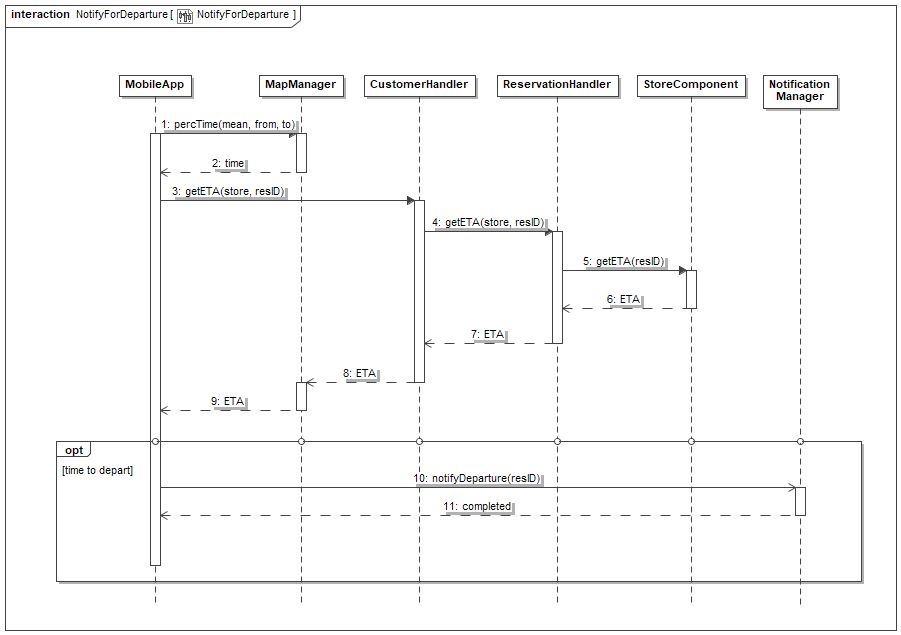 interaction NotifyForDeparture [ NotifyForDeparture ]
MobileApp
MapManager
CustomerHandler
ReservationHandler
StoreComponent
Notification
Manager
1: percTime(mean, from, to)
2: time
3: getETA(store, resID)
4: getETA(store, resID)
5: getETA(resID)
6: ETA
7: ETA
8: ETA
9: ETA
opt
[time to depart]
10: notifyDeparture(resID)
11: completed